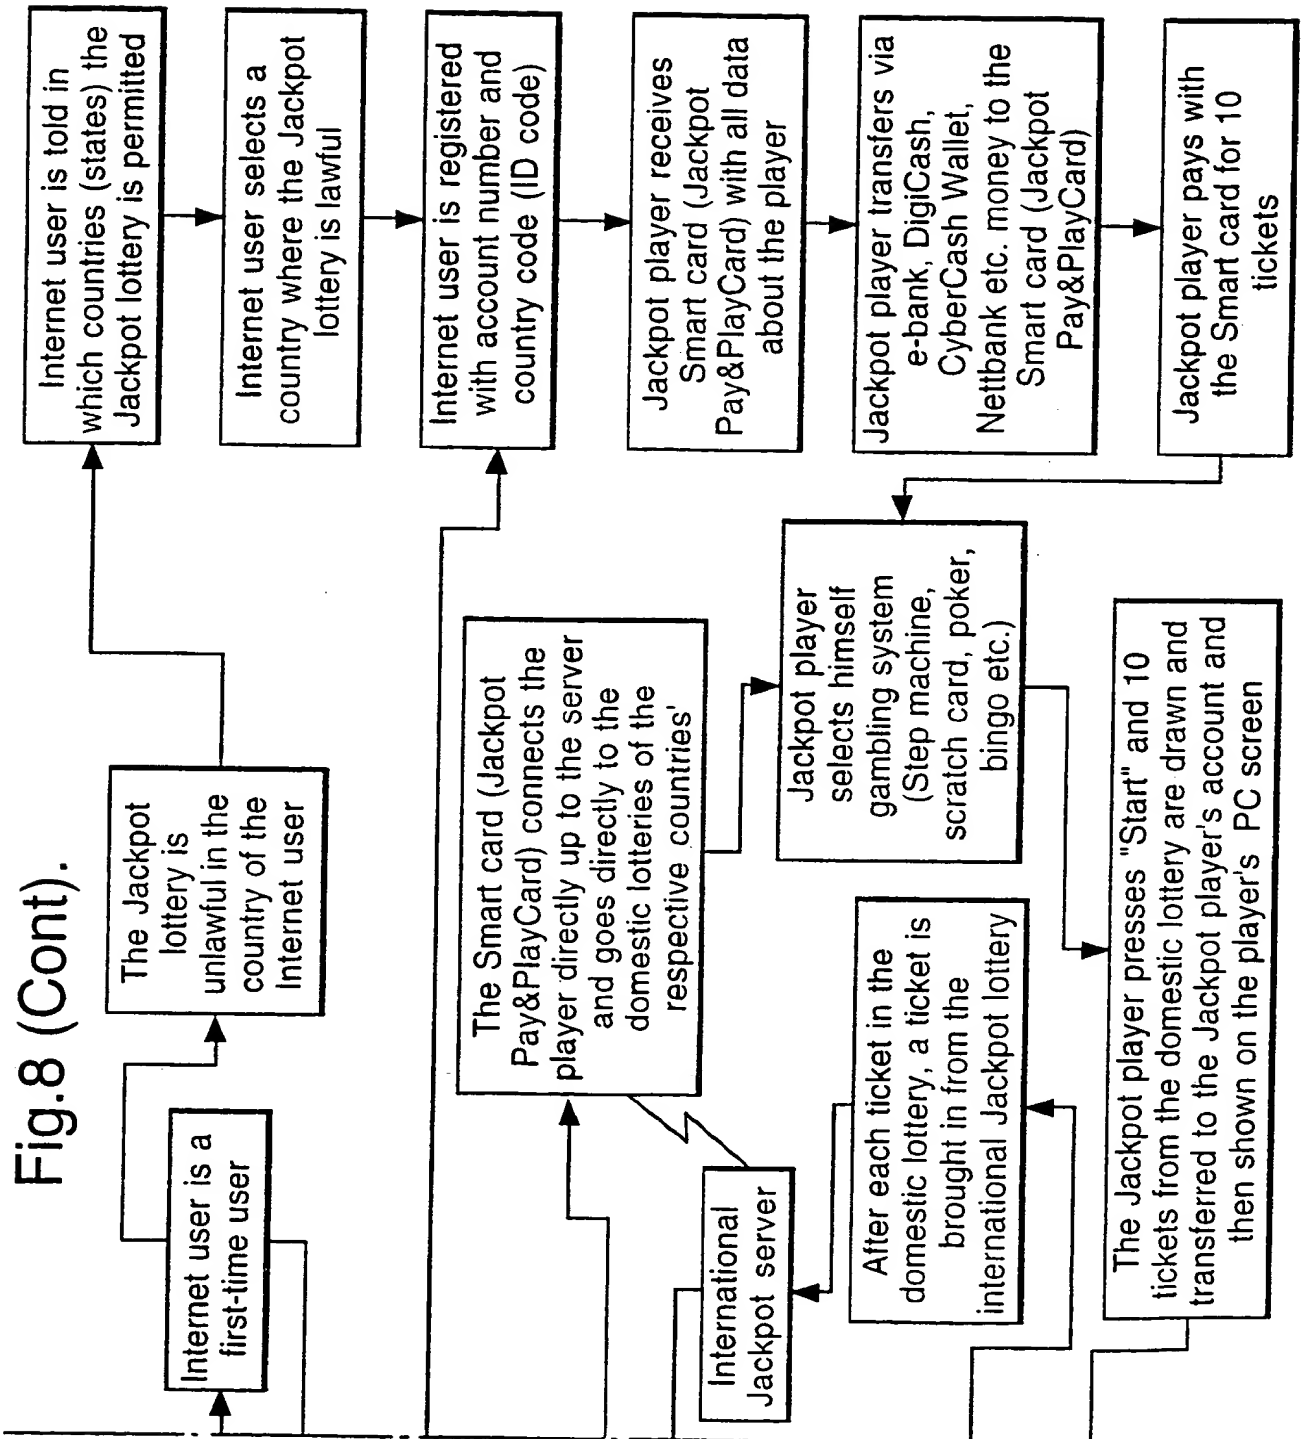 Fig.8 (Cont).
Internet user is a
first-time user
The Jackpot
lottery is
unlawful in the
country of the
Internet user
Internet user is told in
which countries (states) the
Jackpot lottery is permitted
Internet user selects a
country where the Jackpot
lottery is lawful
Internet user is registered
with account number and
country code (ID code)
Jackpot player receives
Smart card (Jackpot
Pay&PlayCard) with all data
about the player
Jackpot player transfers via
e-bank, DigiCash,
CyberCash Wallet,
Nettbank etc. money to the
Smart card (Jackpot
Pay&PlayCard)
Jackpot player pays with
the Smart card for 10
tickets
The Smart card (Jackpot
Pay&PlayCard) connects the
player directly up to the server
and goes directly to the
domestic lotteries of the
respective countries'
Jackpot player
selects himself
gambling system
(Step machine,
scratch card, poker,
bingo etc.)
International
Jackpot server
After each ticket in the
domestic lottery, a ticket is
brought in from the
international Jackpot lottery
The Jackpot player presses "Start" and 10
tickets from the domestic lottery are drawn and
transferred to the Jackpot player's account and
then shown on the player's PC screen